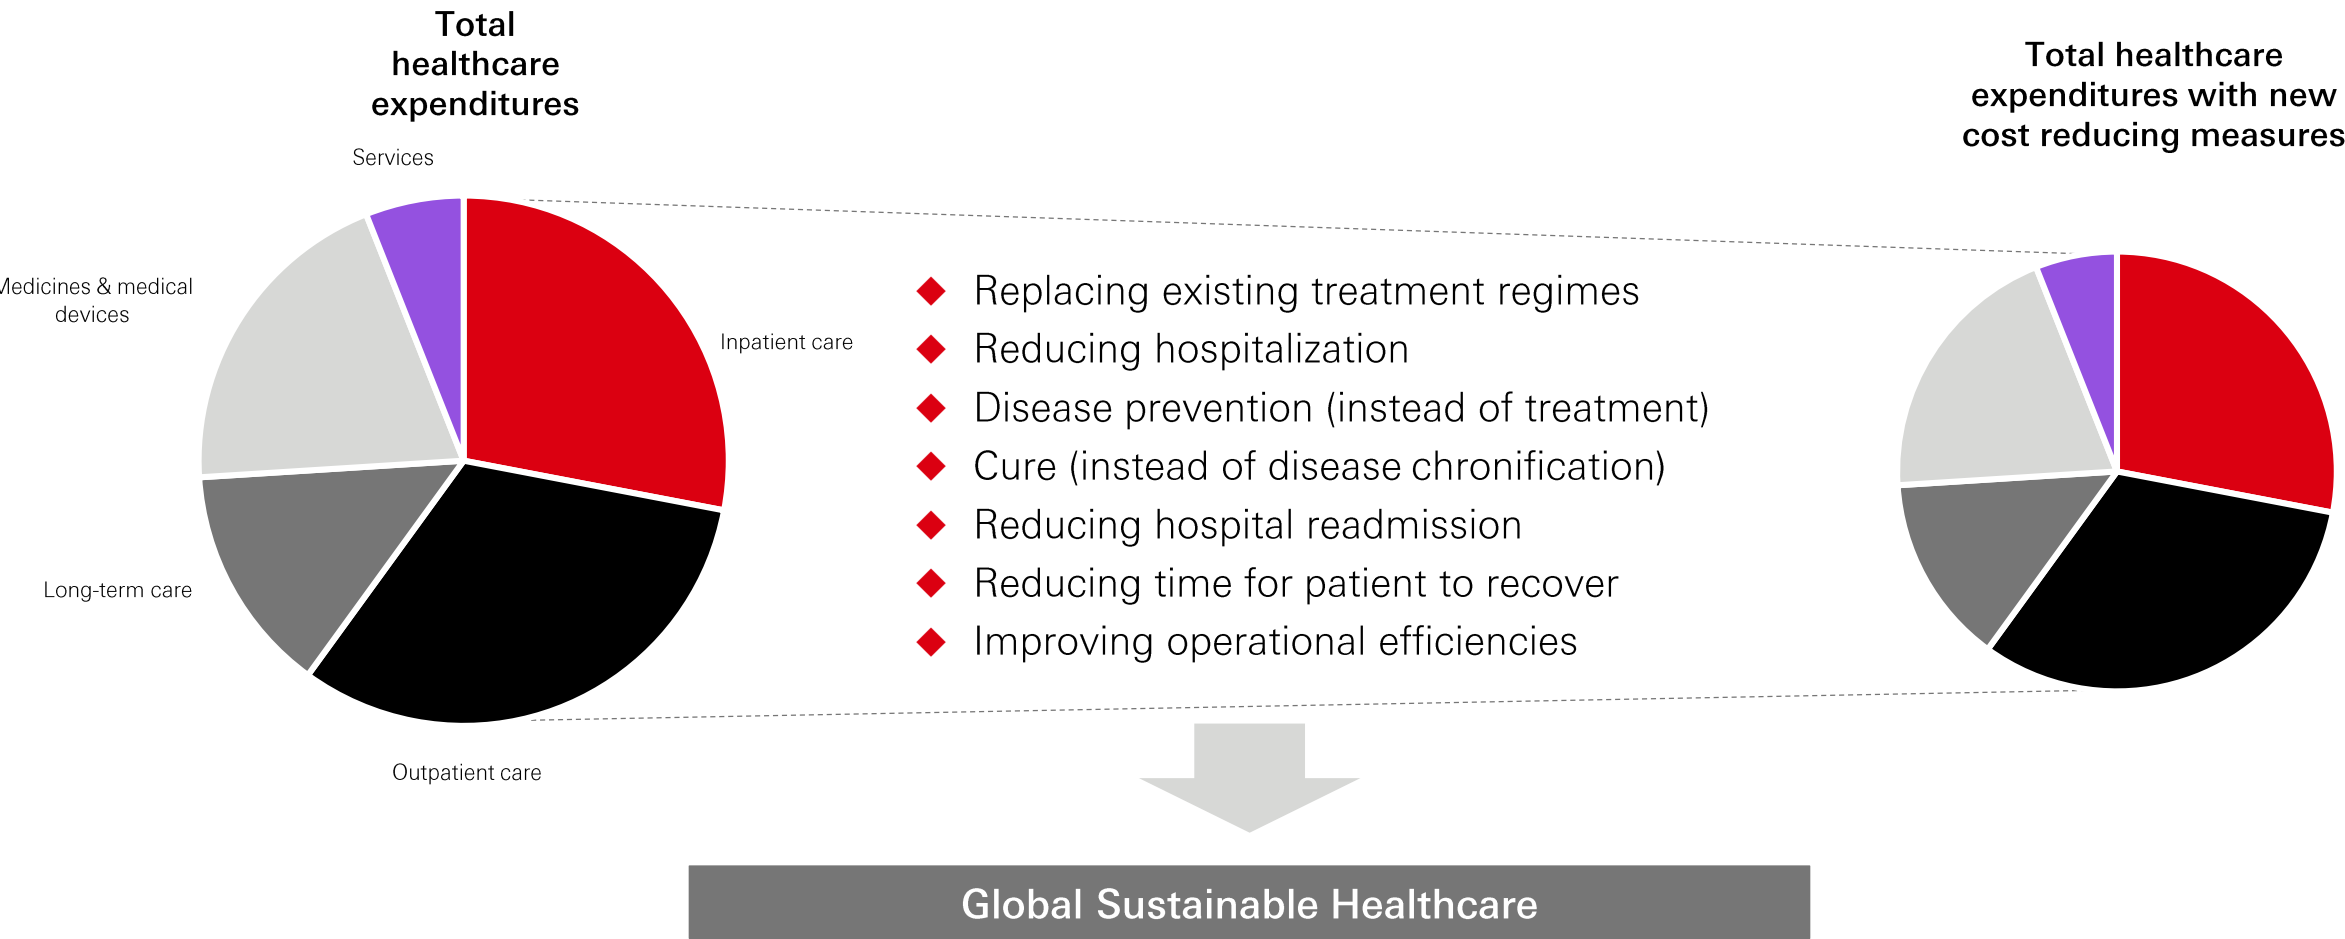 Total
healthcare
expenditures
Services
Medicines & medical
devices
Inpatient care
Long-term care
Outpatient care
Replacing existing treatment regimes
Reducing hospitalization
Disease prevention (instead of treatment)
Cure (instead of disease chronification)
Reducing hospital readmission
Reducing time for patient to recover
Improving operational efficiencies
Total healthcare
expenditures with new
cost reducing measures
Global Sustainable Healthcare